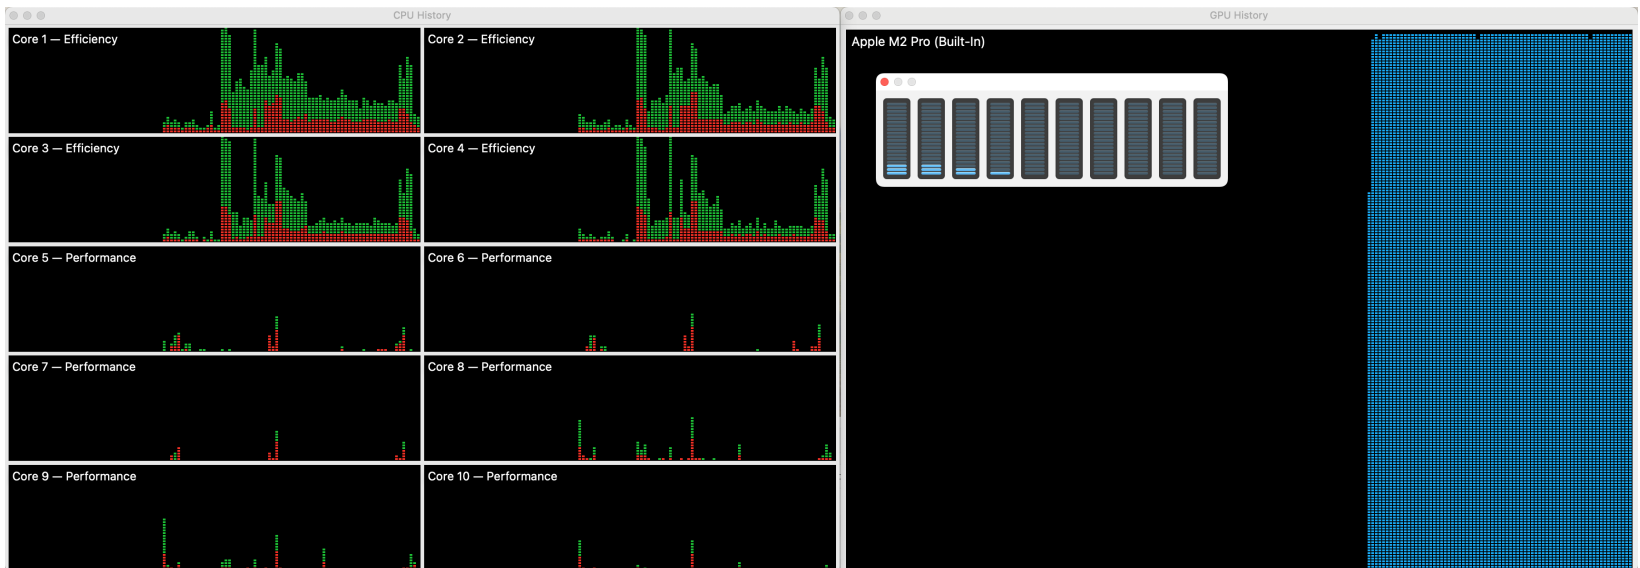 CPU History
Core 1 — Efficiency
Core 2 — Efficiency
Core 3 — Efficiency
Core 4 — Efficiency
Core 5 — Performance
Core 6 — Performance
Core 7 — Performance
Core 8 — Performance
Core 9 — Performance
Core 10 — Performance
GPU History
Apple M2 Pro (Built-In)